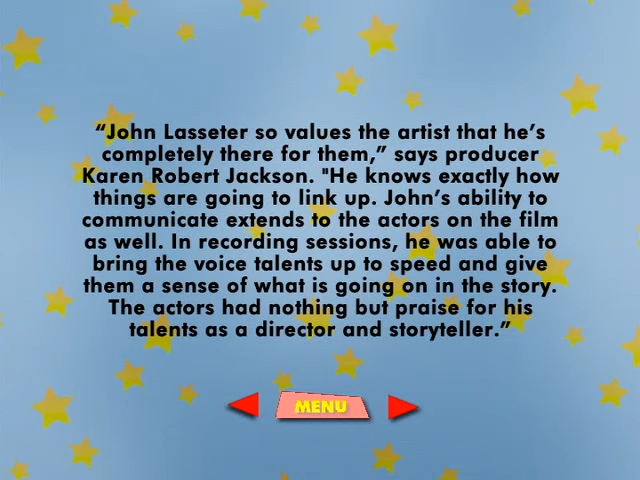 “John Lasseter so values the artist that he’s
completely there for them,” says producer
Karen Robert Jackson. "He knows exactly how
things are going to link up. John’s ability to
communicate extends to the actors on the film
as well. In recording sessions, he was able to
bring the voice talents up to speed and give
them a sense of what is going on in the story.
The actors had nothing but praise for his
talents as a director and storyteller.”
MENU